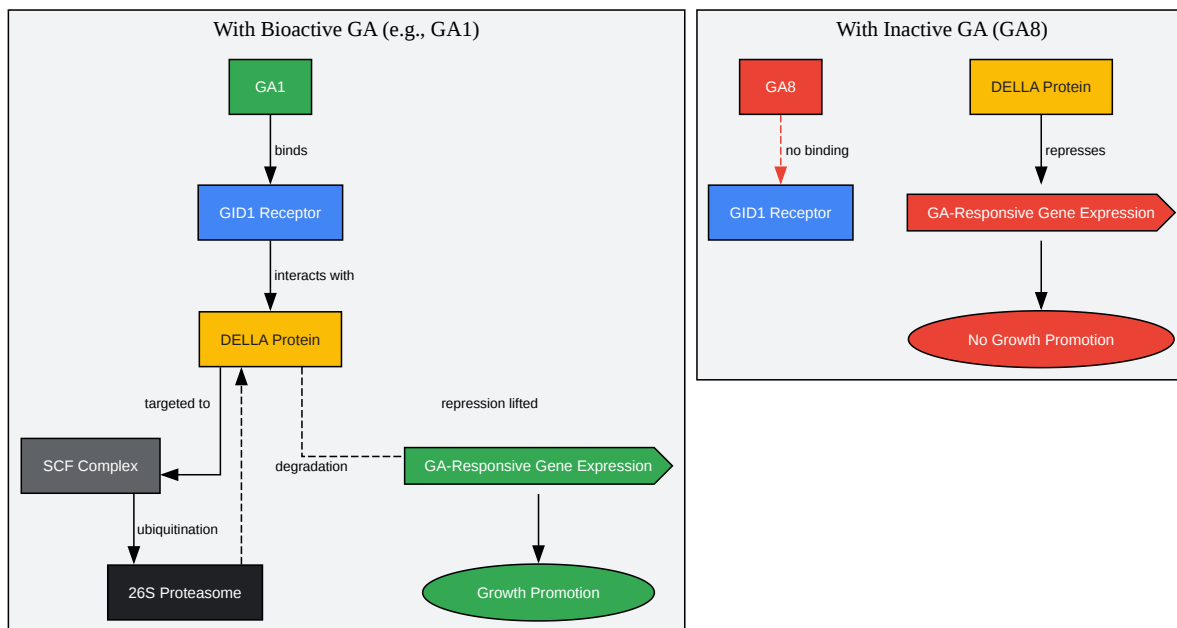 With Bioactive GA (e.g., GA1)
GA1
binds
GID1 Receptor
interacts with
DELLA Protein
targeted to
repression lifted
SCF Complex
degradation
GA-Responsive Gene Expression
ubiquitination
26S Proteasome
Growth Promotion
With Inactive GA (GA8)
GA8
DELLA Protein
no binding
represses
GID1 Receptor
GA-Responsive Gene Expression
No Growth Promotion